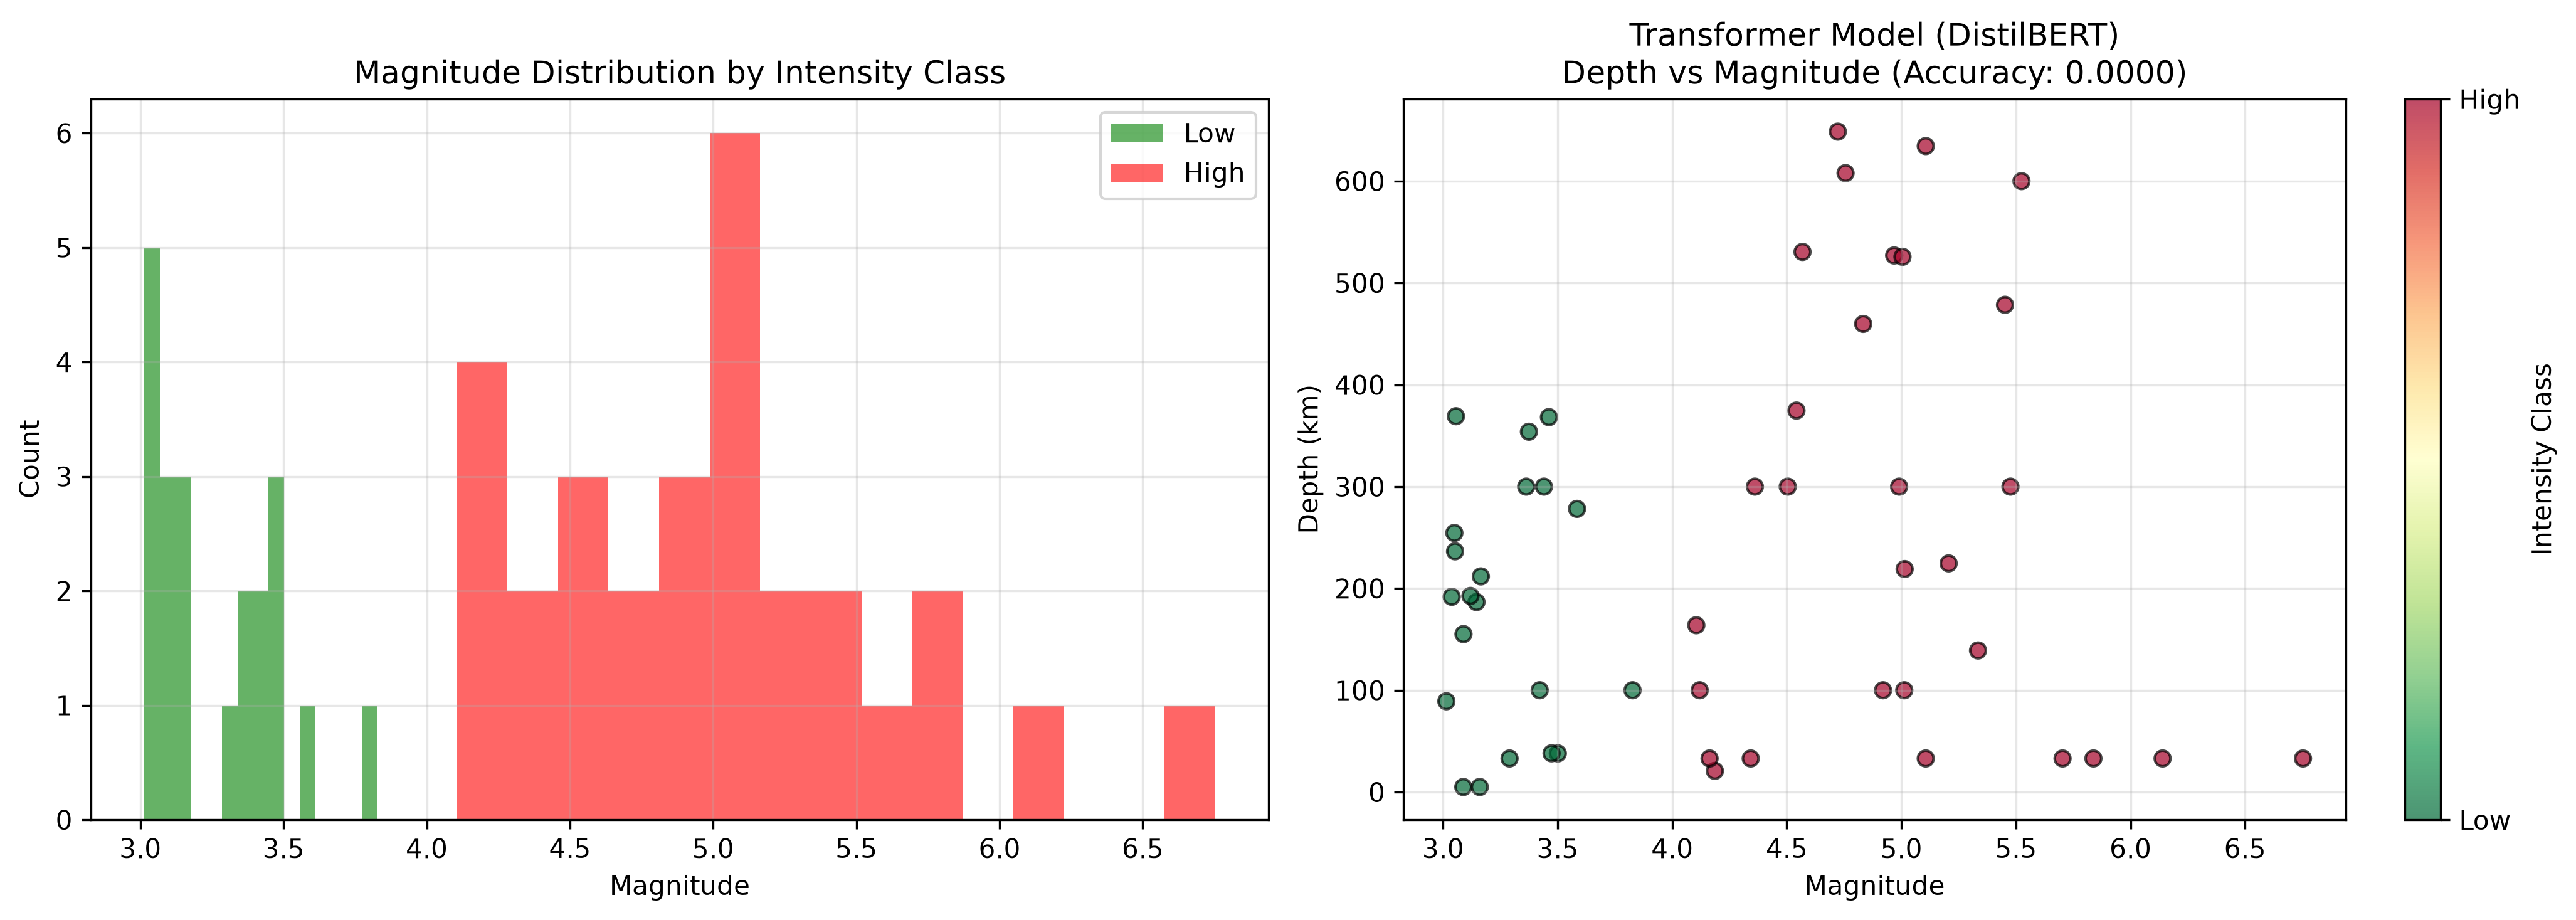 Magnitude Distribution by Intensity Class
Count
6
5
4
3
2
1
0
3.0 3.5 4.0 4.5 5.0 5.5 6.0 6.5
Magnitude
Low
High
Transformer Model (DistilBERT)
Depth vs Magnitude (Accuracy: 0.0000)
Depth (km)
600
500
400
300
200
100
0
3.0 3.5 4.0 4.5 5.0 5.5 6.0 6.5
Magnitude
High
Low
Intensity Class